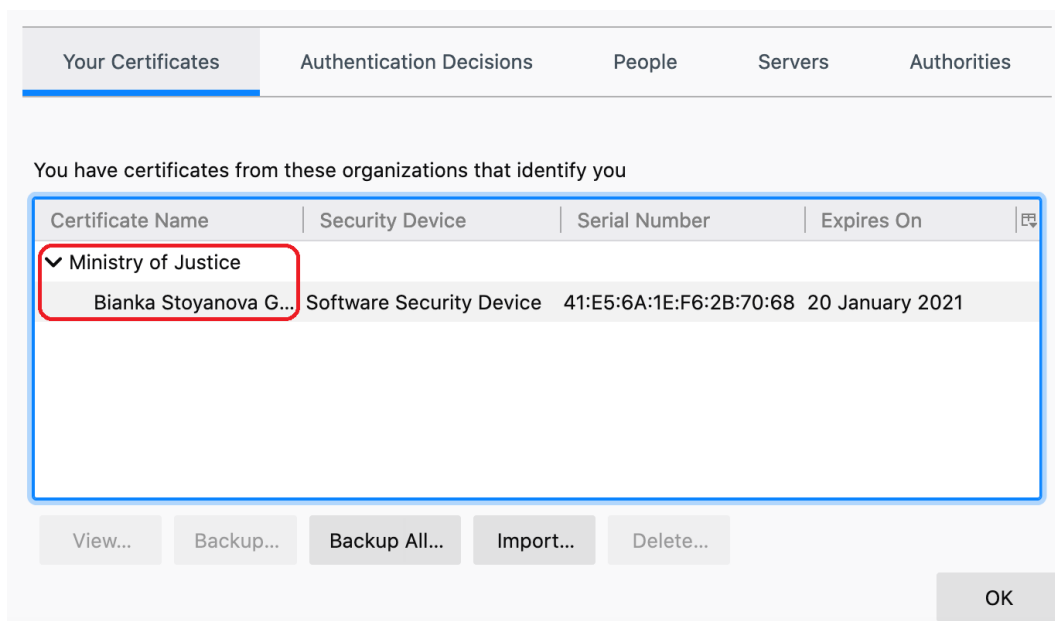 Your Certificates Authentication Decisions People Servers Authorities
You have certificates from these organizations that identify you
Certificate Name Security Device Serial Number Expires On
Ministry of Justice
Bianka Stoyanova G... Software Security Device 41:E5:6A:1E:F6:2B:70:68 20 January 2021
View... Backup... Backup All... Import... Delete...
OK